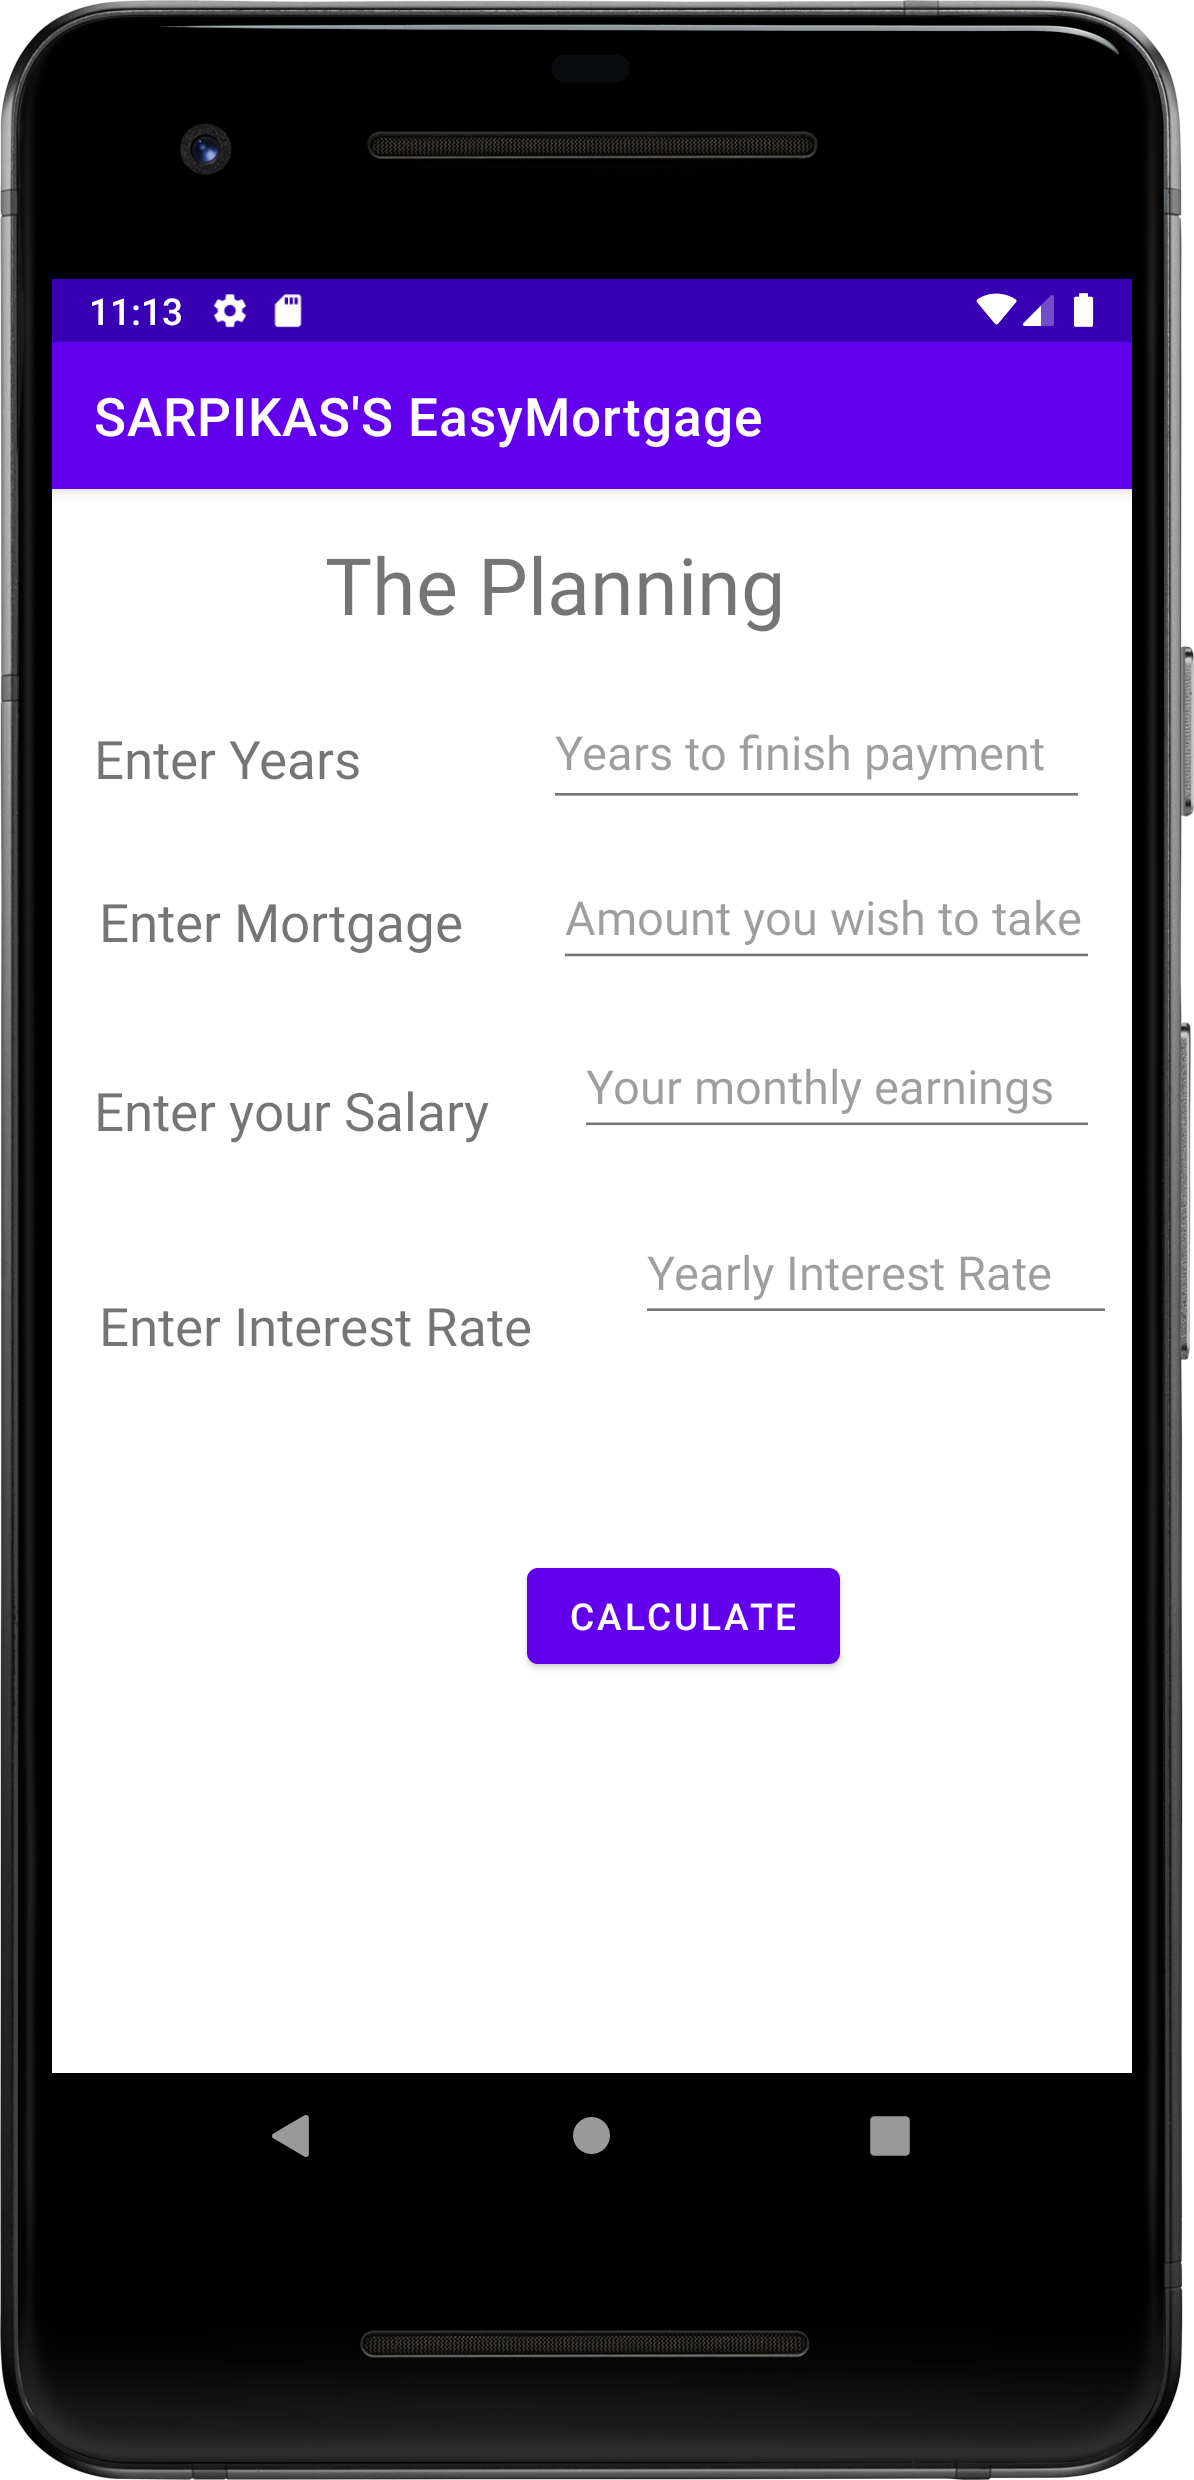 11:13
SARPIKAS'S EasyMortgage
The Planning
Enter Years
Years to finish payment
Enter Mortgage
Amount you wish to take
Enter your Salary
Your monthly earnings
Enter Interest Rate
Yearly Interest Rate
CALCULATE